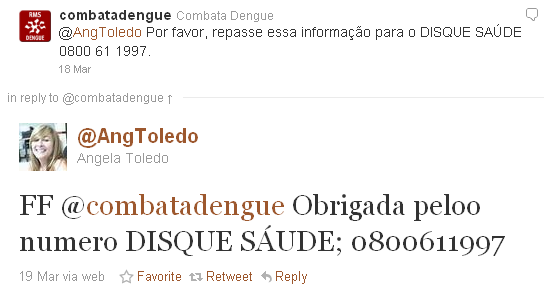 combatadengue Combata Dengue
@AngToledo Por favor, repasse essa informação para o DISQUE SAÚDE
0800 61 1997.
18 Mar
in reply to @combatadengue ↑
@AngToledo
Angela Toledo
FF @combatadengue Obrigada peloo
numero DISQUE SÁUDE; 0800611997
19 Mar via web Favorite Retweet Reply
RMS
DENGUE